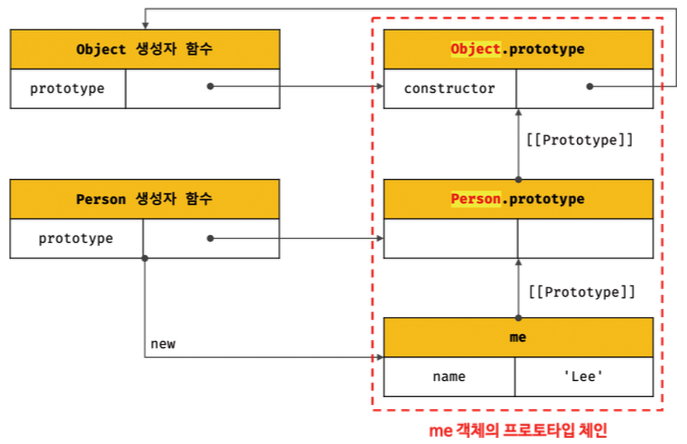 Object 생성자 함수
prototype
Object.prototype
constructor
[[Prototype]]
Person 생성자 함수
prototype
Person.prototype
[[Prototype]]
new
me
name
'Lee'
me 객체의 프로토타입 체인